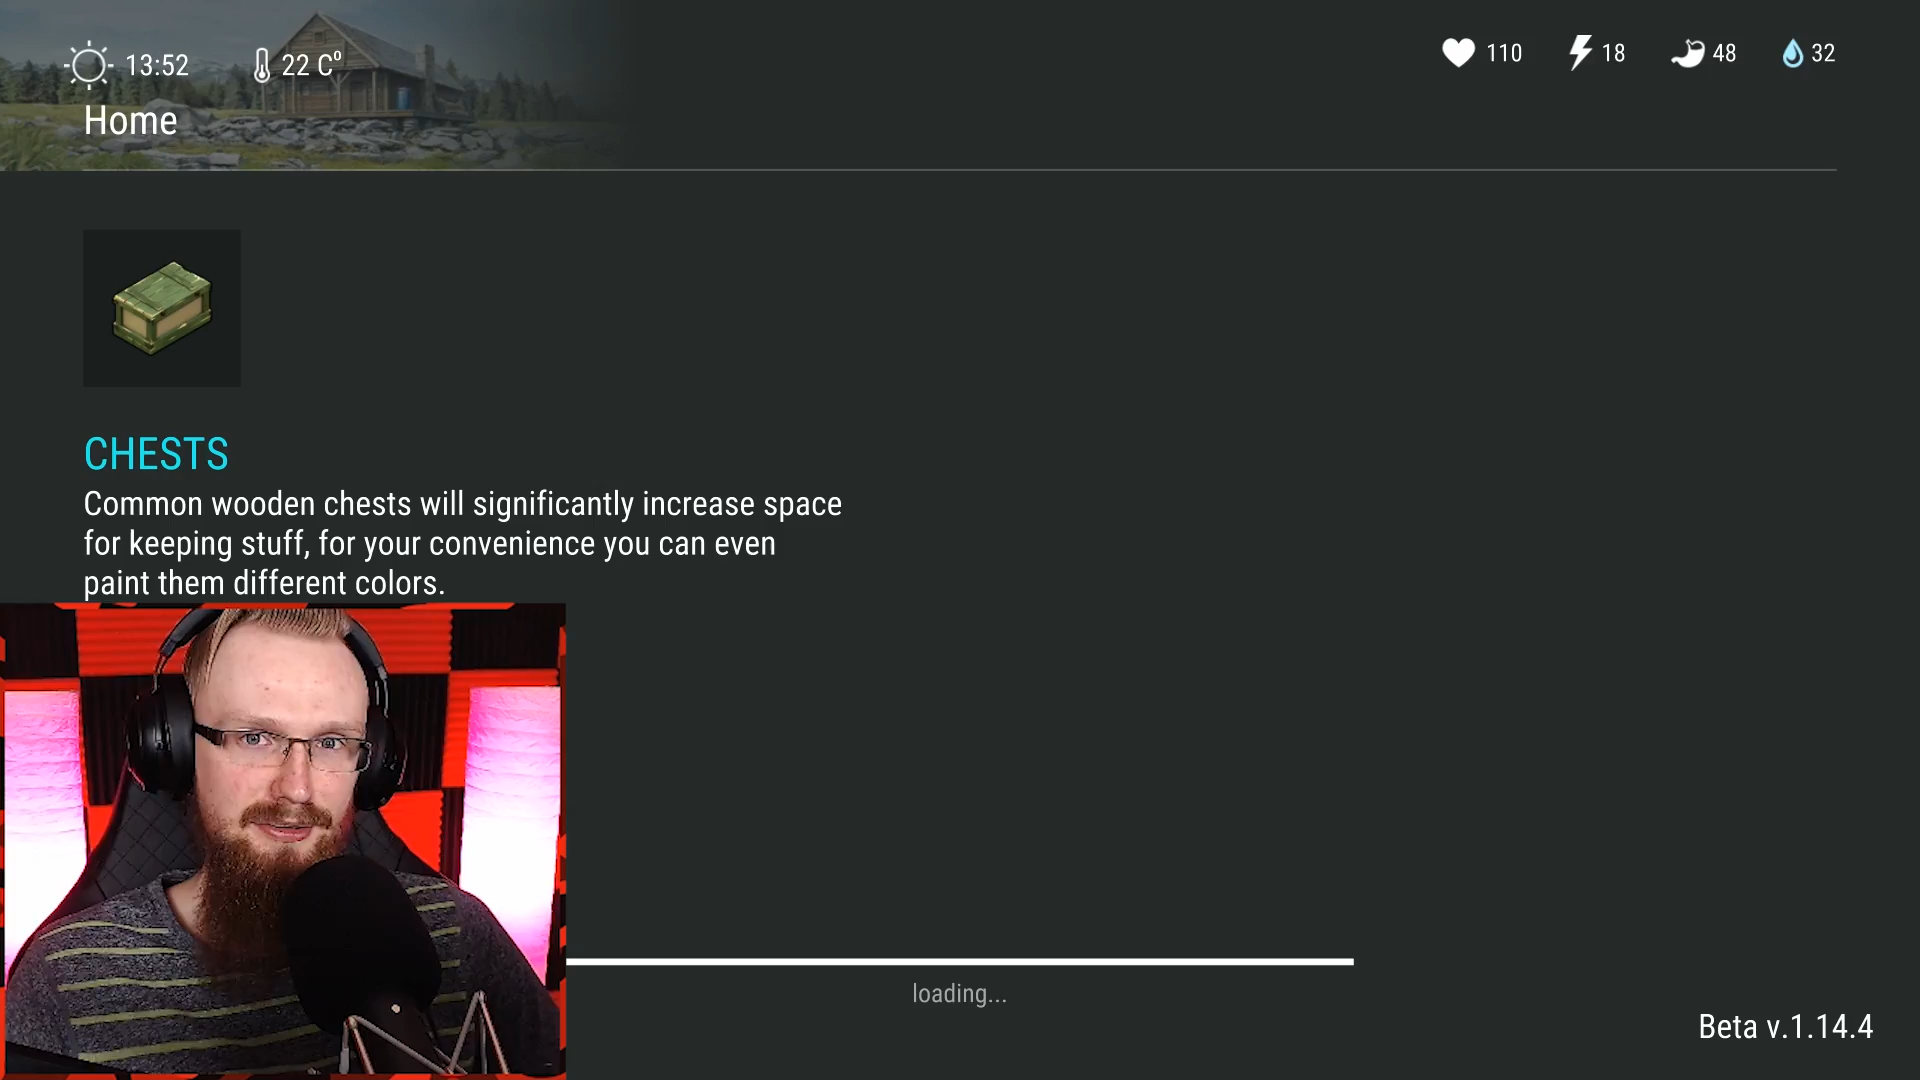 13:52
22 C⁰
110
18
48
32
Home
CHESTS
Common wooden chests will significantly increase space
for keeping stuff, for your convenience you can even
paint them different colors.
loading...
Beta v.1.14.4